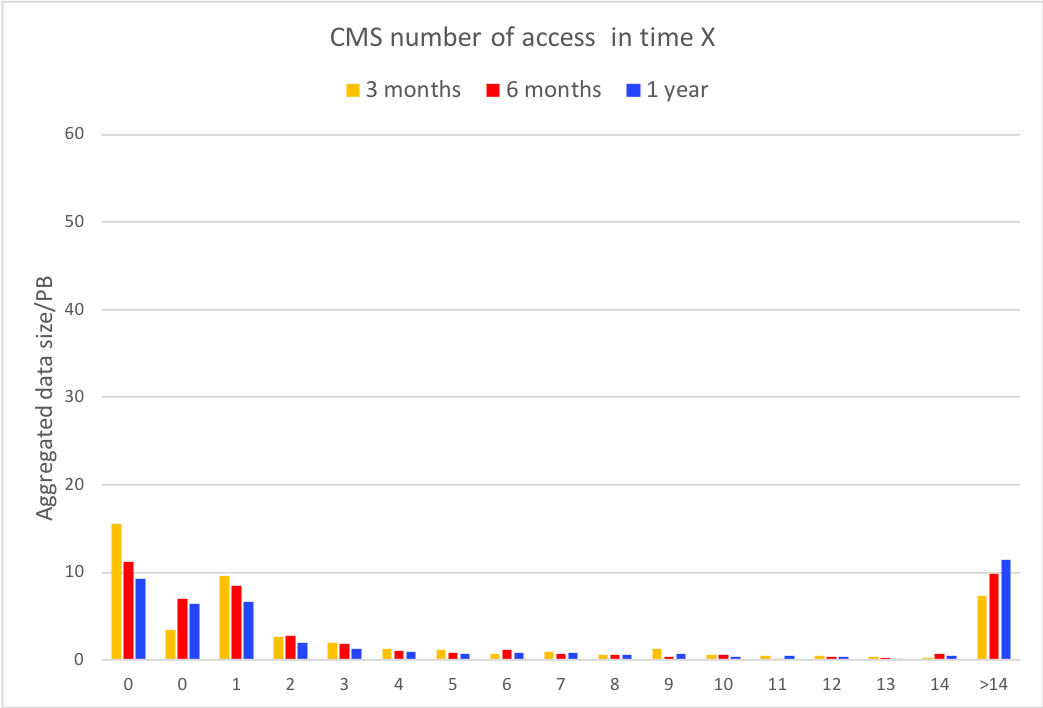 CMS number of access  in time X
3 months 6 months 1 year
Aggregated data size/PB
60
50
40
30
20
10
0
0 0 1 2 3 4 5 6 7 8 9 10 11 12 13 14 >14